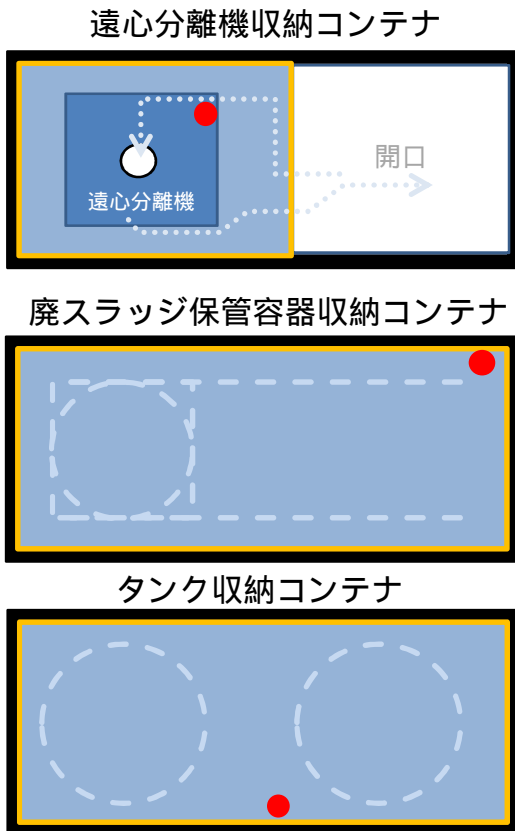 遠心分離機収納コンテナ
開口
遠心分離機
廃スラッジ保管容器収納コンテナ
タンク収納コンテナ